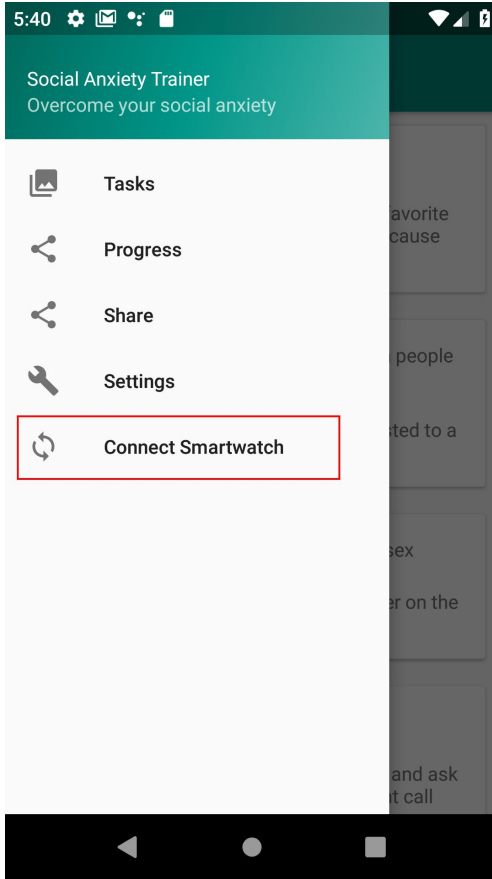 5:40
Social Anxiety Trainer
Overcome your social anxiety
Tasks
Progress
Share
Settings
Connect Smartwatch
favorite
cause
people
sted to a
sex
er on the
and ask
t call